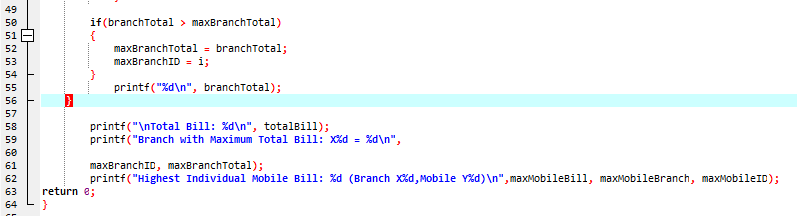 49
50 if(branchTotal > maxBranchTotal)
51 {
52 maxBranchTotal = branchTotal;
53 maxBranchID = i;
54 }
55 printf("%d\n", branchTotal);
56 }
57
58 printf("\nTotal Bill: %d\n", totalBill);
59 printf("Branch with Maximum Total Bill: X%d = %d\n",
60
61 maxBranchID, maxBranchTotal);
62 printf("Highest Individual Mobile Bill: %d (Branch X%d,Mobile Y%d)\n",maxMobileBill, maxMobileBranch, maxMobileID);
63 return 0;
64 }